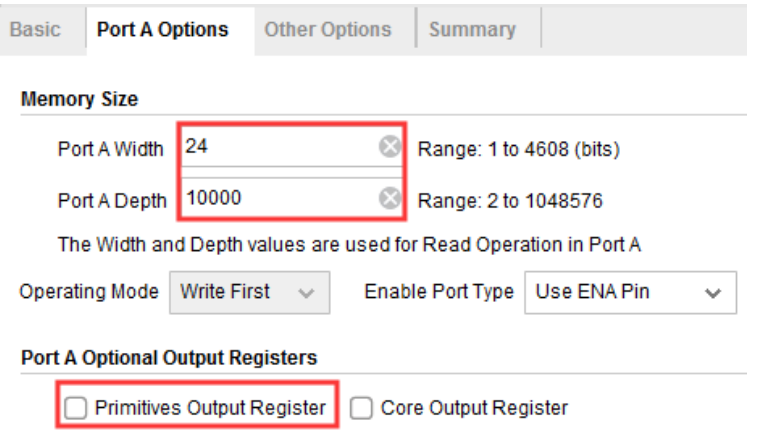 Basic Port A Options Other Options Summary
Memory Size
Port A Width 24 Range: 1 to 4608 (bits)
Port A Depth 10000 Range: 2 to 1048576
The Width and Depth values are used for Read Operation in Port A
Operating Mode Write First Enable Port Type Use ENA Pin
Port A Optional Output Registers
Primitives Output Register Core Output Register